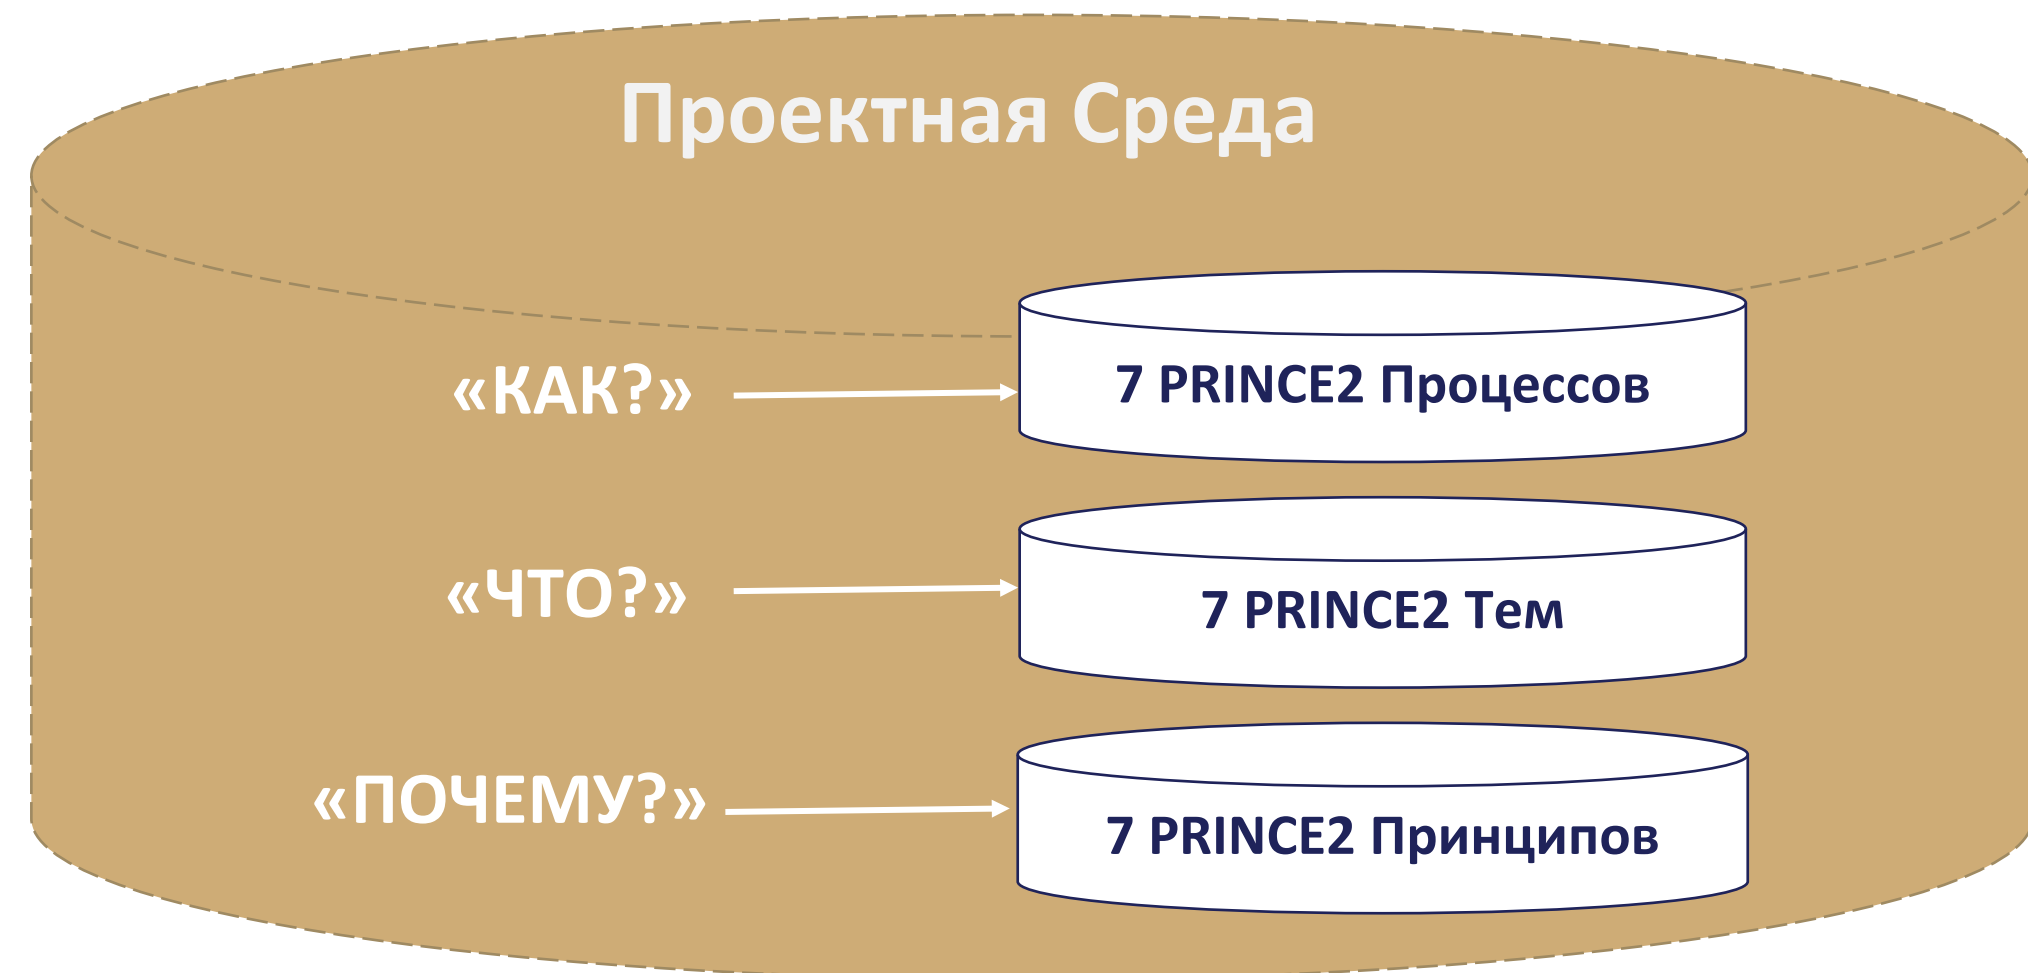 Проектная Среда
«КАК?»
7 PRINCE2 Процессов
«ЧТО?»
7 PRINCE2 Тем
«ПОЧЕМУ?»
7 PRINCE2 Принципов